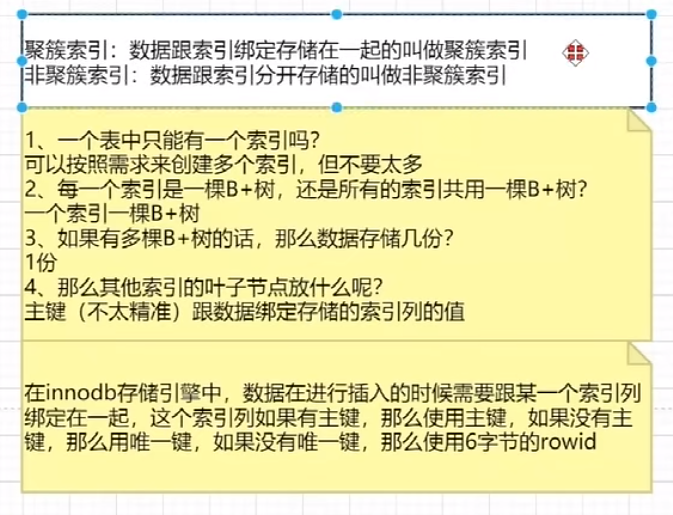 聚簇索引：数据跟索引绑定存储在一起的叫做聚簇索引
非聚簇索引：数据跟索引分开存储的叫做非聚簇索引
1、一个表中只能有一个索引吗？
可以按照需求来创建多个索引，但不要太多
2、每一个索引是一棵B+树，还是所有的索引共用一棵B+树？
一个索引一棵B+树
3、如果有多棵B+树的话，那么数据存储几份？
1份
4、那么其他索引的叶子节点放什么呢？
主键（不太精准）跟数据绑定存储的索引列的值
在innodb存储引擎中，数据在进行插入的时候需要跟某一个索引列
绑定在一起，这个索引列如果有主键，那么使用主键，如果没有主
键，那么用唯一键，如果没有唯一键，那么使用6字节的rowid